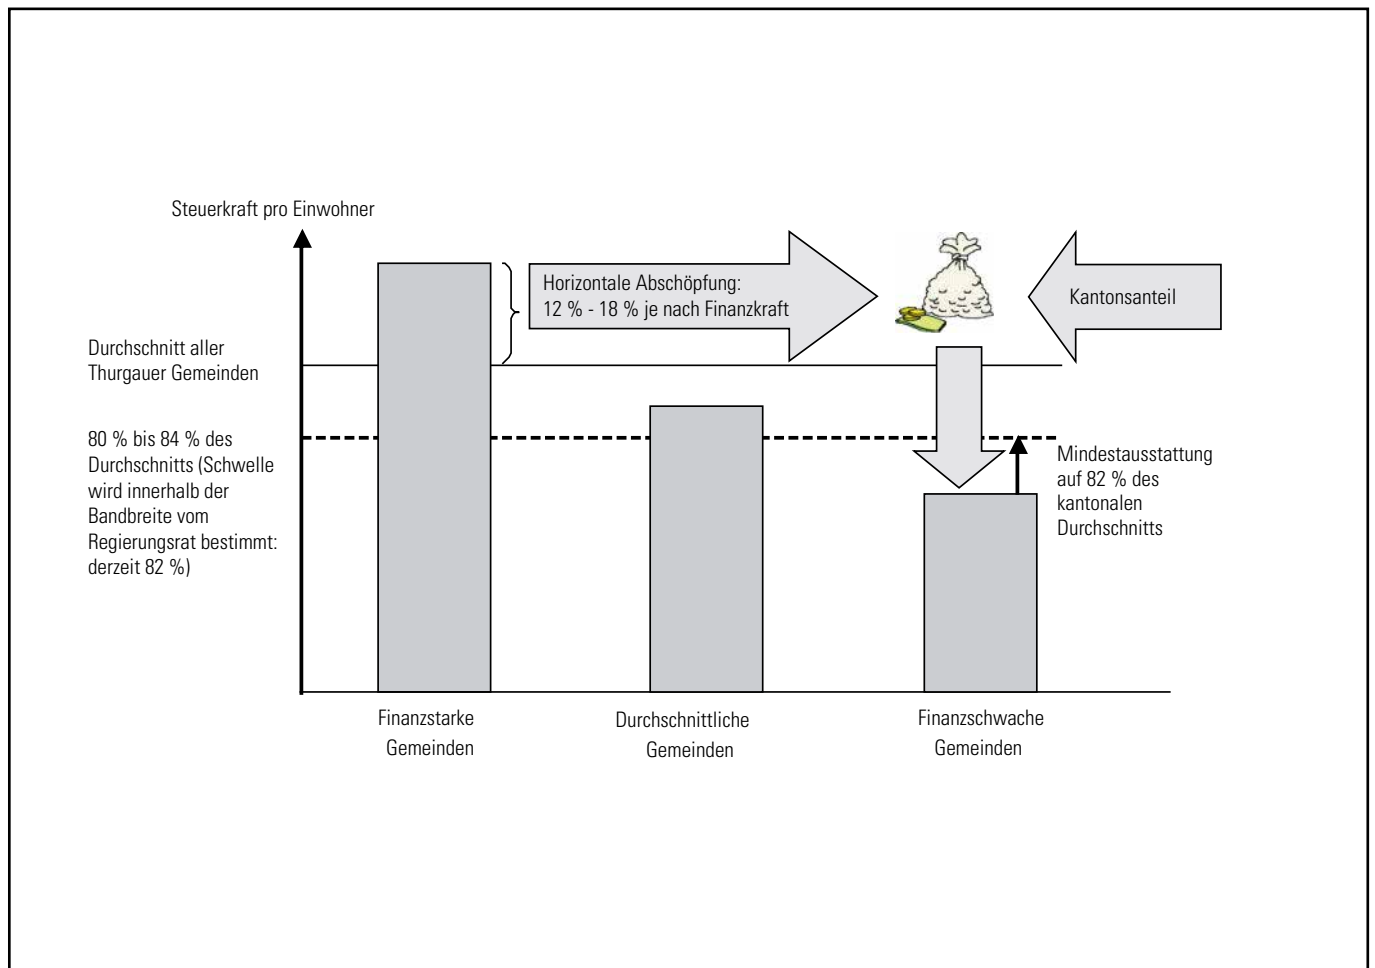 Steuerkraft pro Einwohner
Horizontale Abschöpfung:
12 % - 18 % je nach Finanzkraft
Kantonsanteil
Durchschnitt aller
Thurgauer Gemeinden
80 % bis 84 % des
Durchschnitts (Schwelle
wird innerhalb der
Bandbreite vom
Regierungsrat bestimmt:
derzeit 82 %)
Mindestausstattung
auf 82 % des
kantonalen
Durchschnitts
Finanzstarke
Gemeinden
Durchschnittliche
Gemeinden
Finanzschwache
Gemeinden